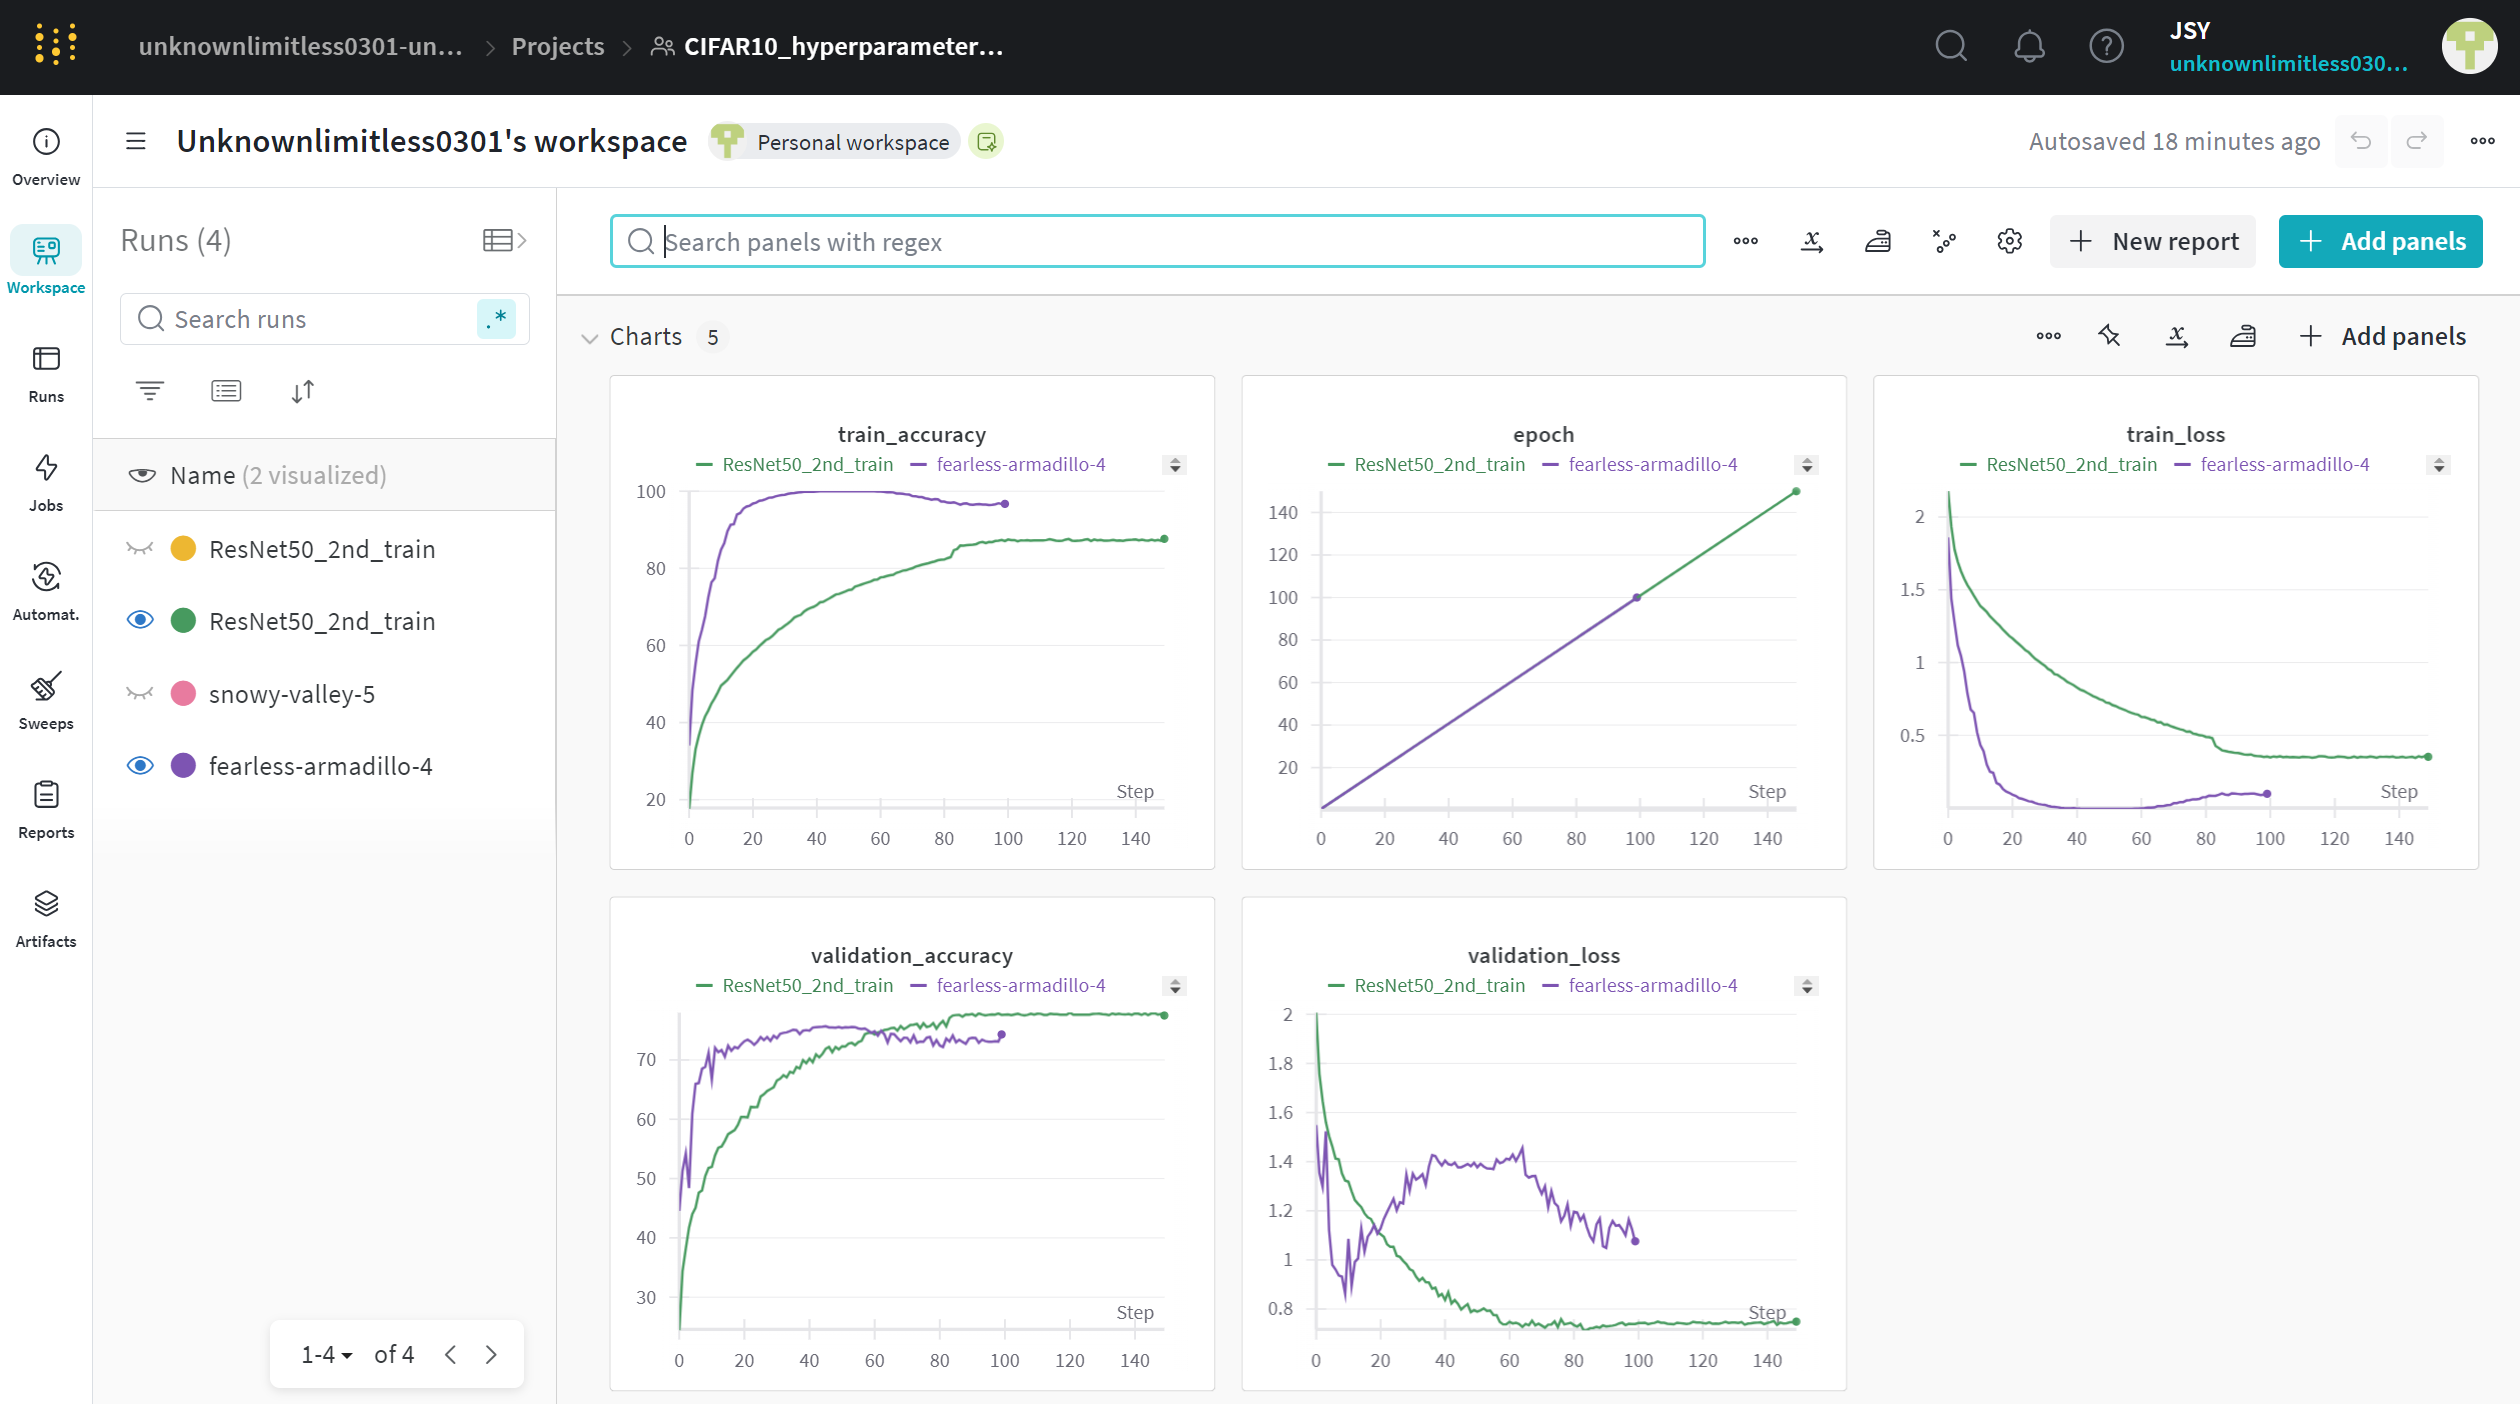 unknownlimitless0301-un... > Projects > CIFAR10_hyperparameter...
JSY
unknownlimitless030...
Unknownlimitless0301's workspace
Personal workspace
Autosaved 18 minutes ago
Overview
Workspace
Runs
Jobs
Automat.
Sweeps
Reports
Artifacts
Runs (4)
Search runs
.*
Name (2 visualized)
ResNet50_2nd_train
ResNet50_2nd_train
snowy-valley-5
fearless-armadillo-4
1-4 of 4
Search panels with regex
New report
Add panels
Charts 5
Add panels
train_accuracy
ResNet50_2nd_train fearless-armadillo-4
100
80
60
40
20
Step
0 20 40 60 80 100 120 140
epoch
ResNet50_2nd_train fearless-armadillo-4
140
120
100
80
60
40
20
Step
0 20 40 60 80 100 120 140
train_loss
ResNet50_2nd_train fearless-armadillo-4
2
1.5
1
0.5
Step
0 20 40 60 80 100 120 140
validation_accuracy
ResNet50_2nd_train fearless-armadillo-4
70
60
50
40
30
Step
0 20 40 60 80 100 120 140
validation_loss
ResNet50_2nd_train fearless-armadillo-4
2
1.8
1.6
1.4
1.2
1
0.8
Step
0 20 40 60 80 100 120 140